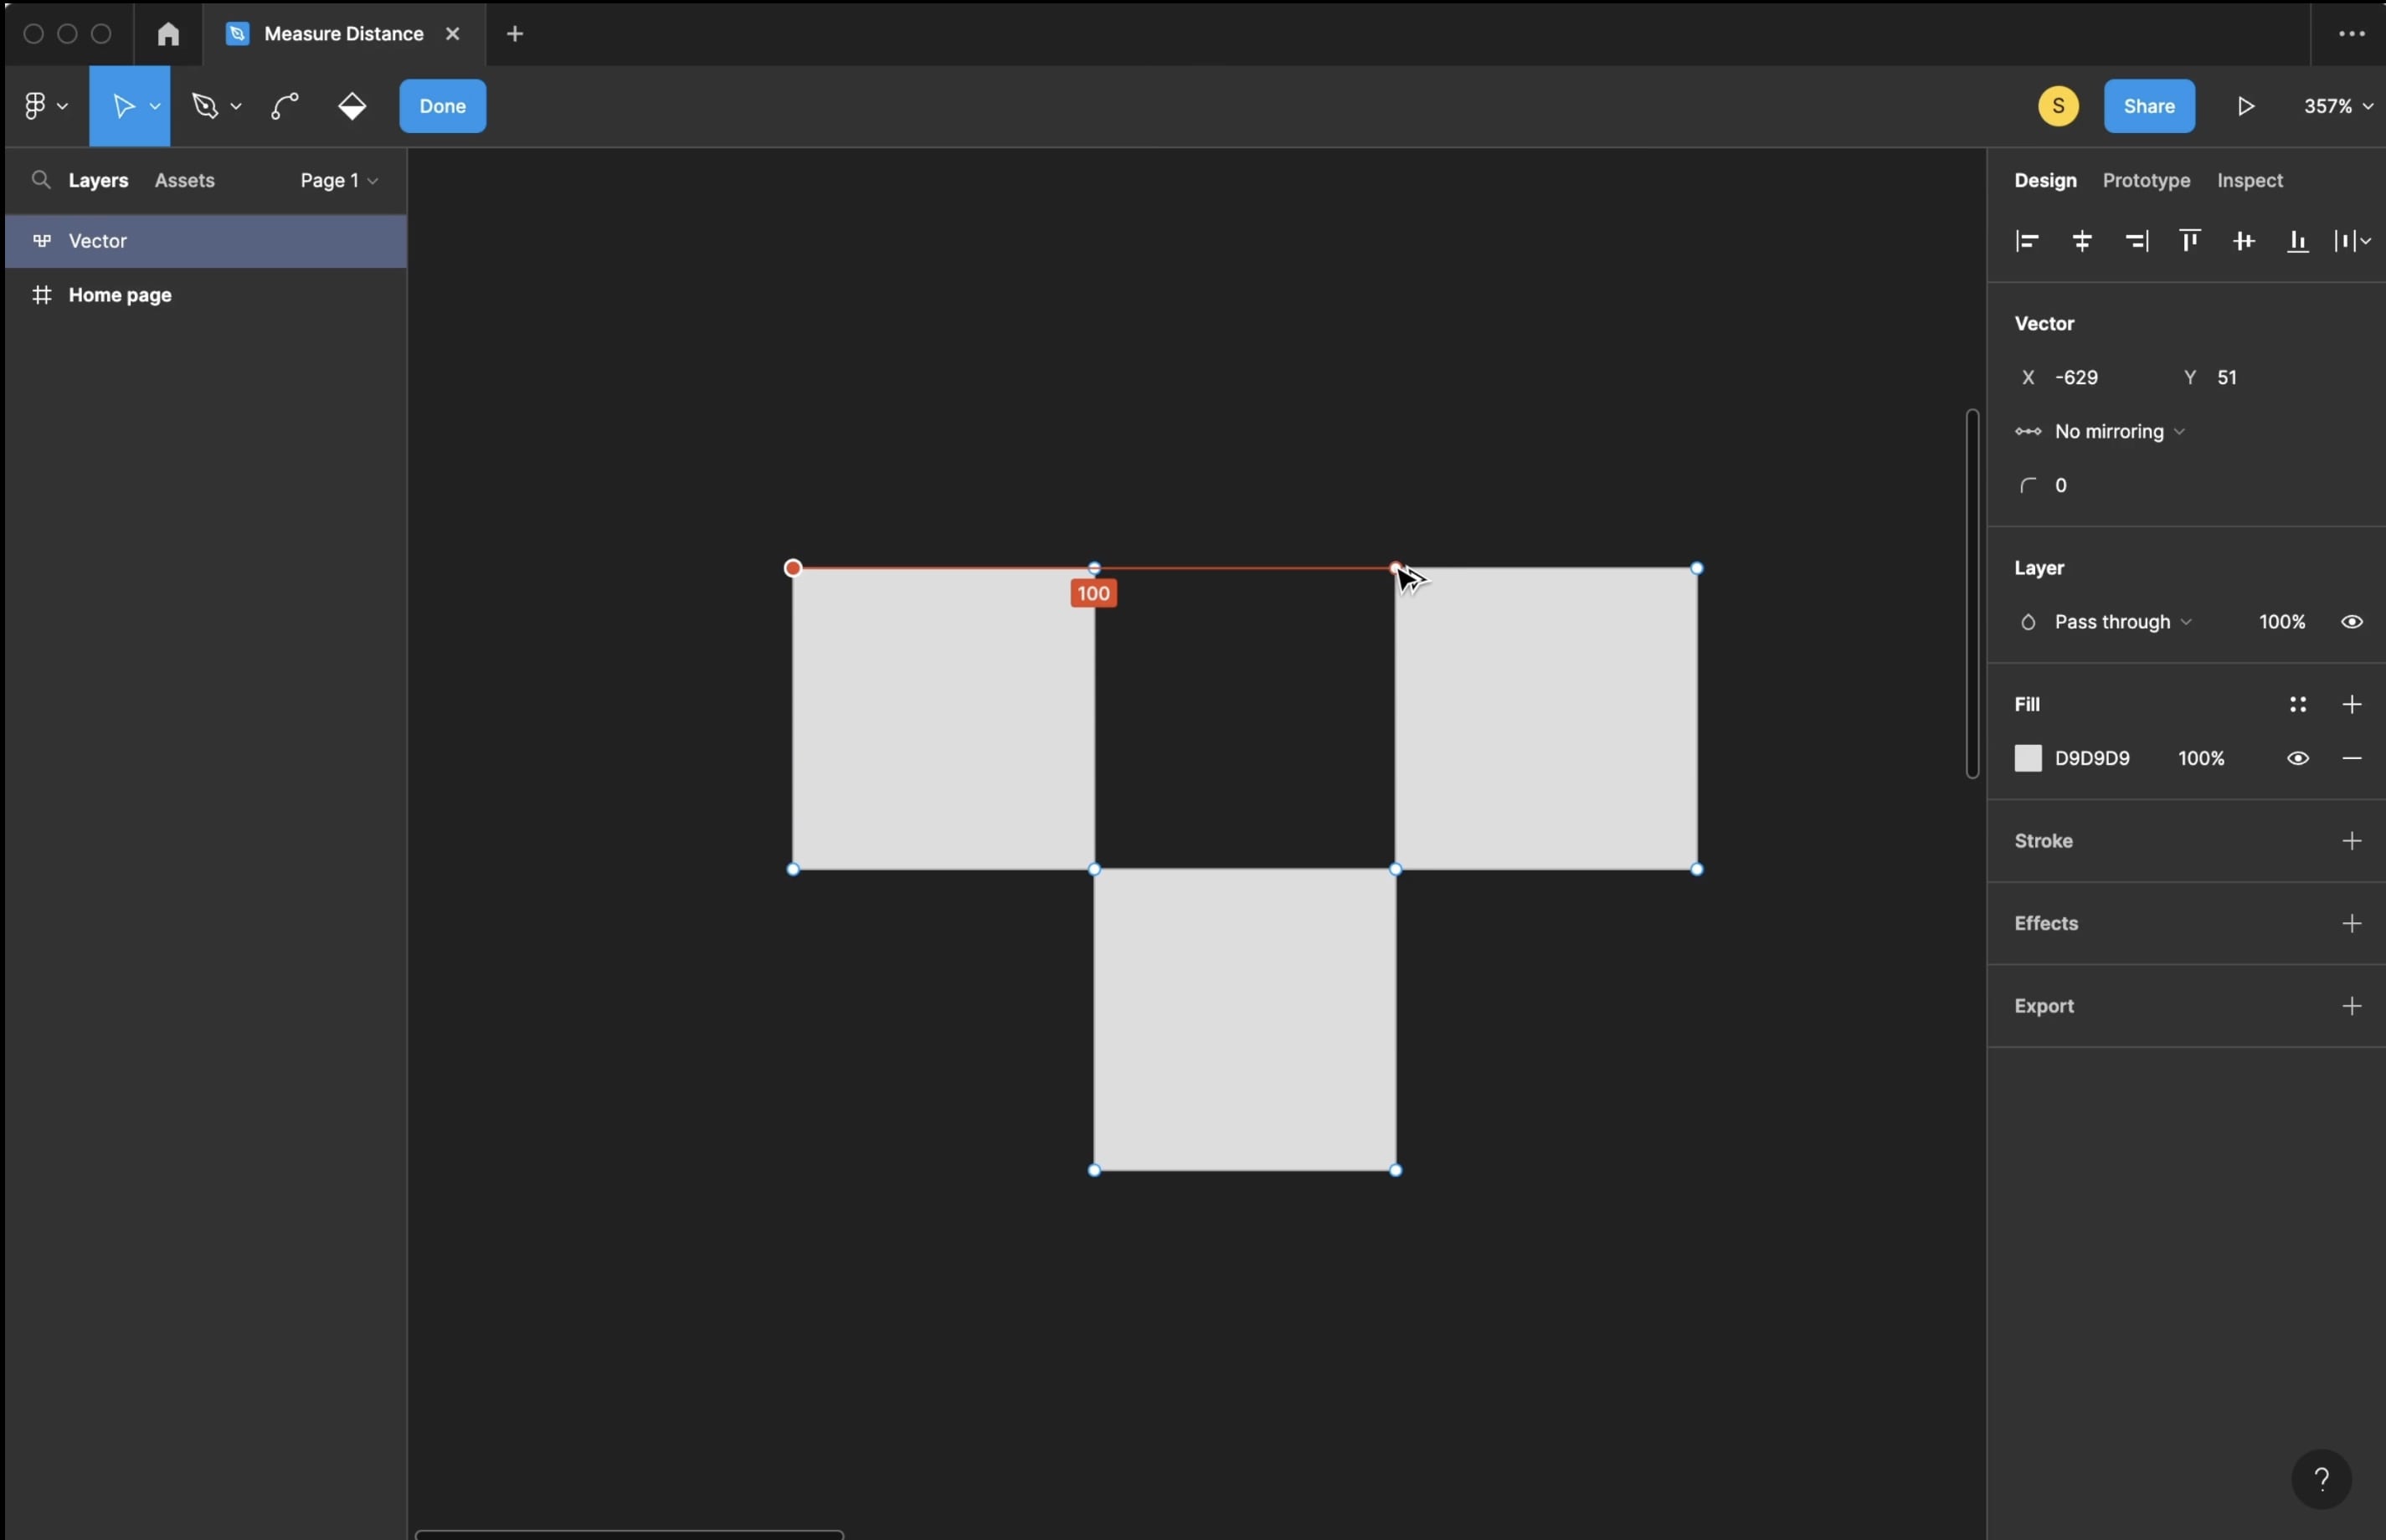 Measure Distance
Done
S
Share
357%
Layers Assets Page 1
Vector
Home page
100
Design Prototype Inspect
Vector
X -629 Y 51
No mirroring
0
Layer
Pass through 100%
Fill
D9D9D9 100%
Stroke
Effects
Export
?